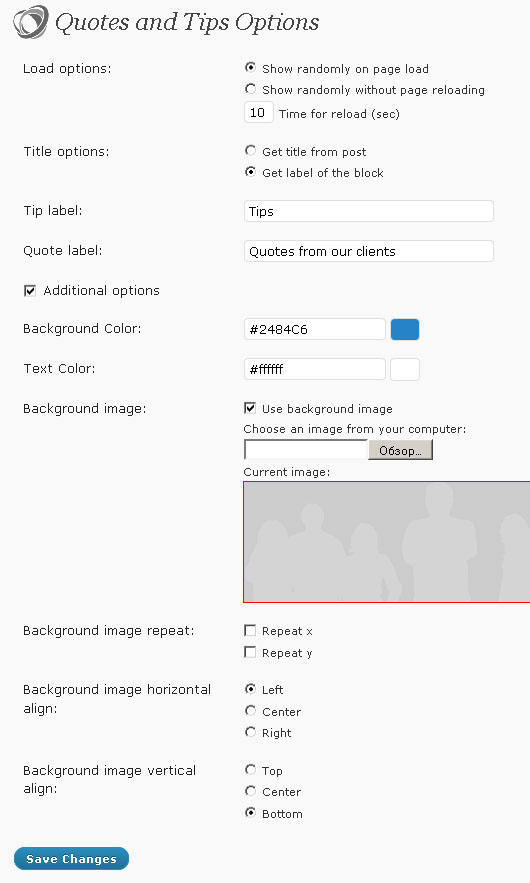 Quotes and Tips Options
Load options:
Show randomly on page load
Show randomly without page reloading
10 Time for reload (sec)
Title options:
Get title from post
Get label of the block
Tip label:
Tips
Quote label:
Quotes from our clients
Additional options
Background Color:
#2484C6
Text Color:
#ffffff
Background image:
Use background image
Choose an image from your computer:
Обзор...
Current image:
Background image repeat:
Repeat x
Repeat y
Background image horizontal
align:
Left
Center
Right
Background image vertical
align:
Top
Center
Bottom
Save Changes